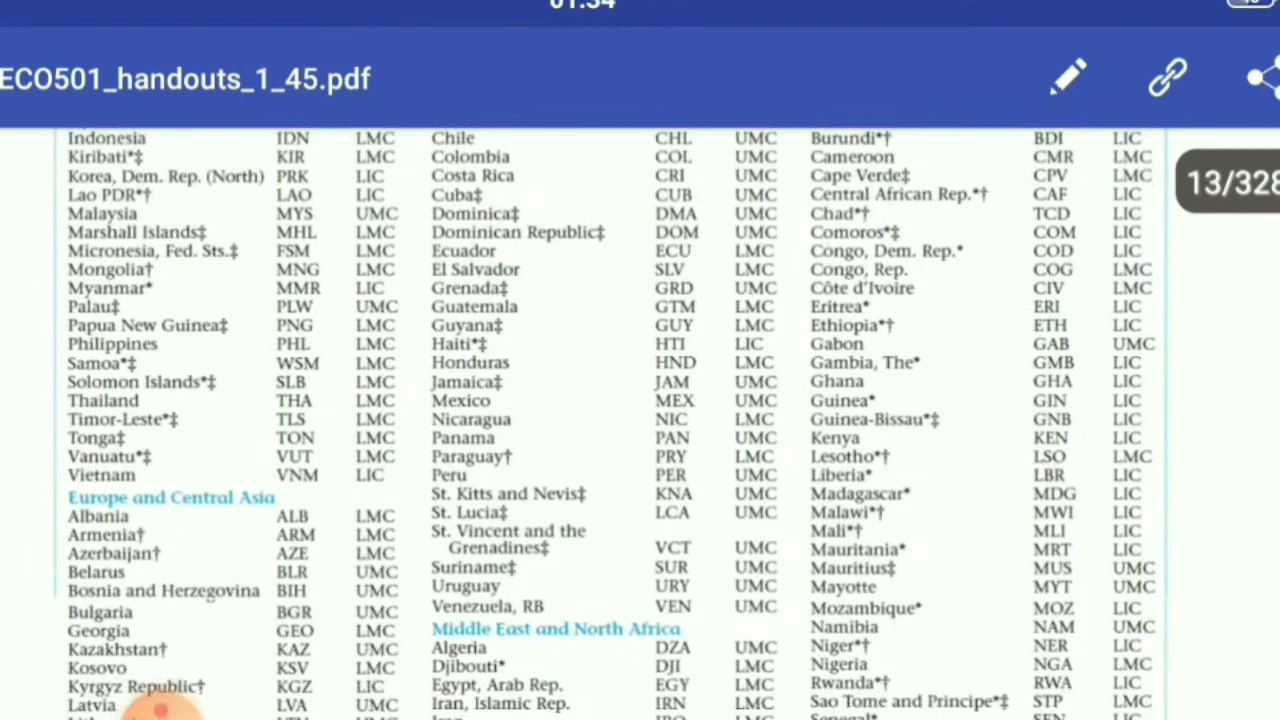 01:34
ECO501_handouts_1_45.pdf
13/328
Indonesia IDN LMC
Kiribati*‡ KIR LMC
Korea, Dem. Rep. (North) PRK LIC
Lao PDR*† LAO LIC
Malaysia MYS UMC
Marshall Islands‡ MHL LMC
Micronesia, Fed. Sts.‡ FSM LMC
Mongolia† MNG LMC
Myanmar* MMR LIC
Palau‡ PLW UMC
Papua New Guinea‡ PNG LMC
Philippines PHL LMC
Samoa*‡ WSM LMC
Solomon Islands*‡ SLB LMC
Thailand THA LMC
Timor-Leste*‡ TLS LMC
Tonga‡ TON LMC
Vanuatu*‡ VUT LMC
Vietnam VNM LIC
Europe and Central Asia
Albania ALB LMC
Armenia† ARM LMC
Azerbaijan† AZE LMC
Belarus BLR UMC
Bosnia and Herzegovina BIH UMC
Bulgaria BGR UMC
Georgia GEO LMC
Kazakhstan† KAZ UMC
Kosovo KSV LMC
Kyrgyz Republic† KGZ LIC
Latvia LVA UMC
Chile CHL UMC
Colombia COL UMC
Costa Rica CRI UMC
Cuba‡ CUB UMC
Dominica‡ DMA UMC
Dominican Republic‡ DOM UMC
Ecuador ECU LMC
El Salvador SLV LMC
Grenada‡ GRD UMC
Guatemala GTM LMC
Guyana‡ GUY LMC
Haiti*‡ HTI LIC
Honduras HND LMC
Jamaica‡ JAM UMC
Mexico MEX UMC
Nicaragua NIC LMC
Panama PAN UMC
Paraguay† PRY LMC
Peru PER UMC
St. Kitts and Nevis‡ KNA UMC
St. Lucia‡ LCA UMC
St. Vincent and the
Grenadines‡ VCT UMC
Suriname‡ SUR UMC
Uruguay URY UMC
Venezuela, RB VEN UMC
Middle East and North Africa
Algeria DZA UMC
Djibouti* DJI LMC
Egypt, Arab Rep. EGY LMC
Iran, Islamic Rep. IRN LMC
Burundi*† BDI LIC
Cameroon CMR LMC
Cape Verde‡ CPV LMC
Central African Rep.*† CAF LIC
Chad*† TCD LIC
Comoros*‡ COM LIC
Congo, Dem. Rep.* COD LIC
Congo, Rep. COG LMC
Côte d'Ivoire CIV LMC
Eritrea* ERI LIC
Ethiopia*† ETH LIC
Gabon GAB UMC
Gambia, The* GMB LIC
Ghana GHA LIC
Guinea* GIN LIC
Guinea-Bissau*‡ GNB LIC
Kenya KEN LIC
Lesotho*† LSO LMC
Liberia* LBR LIC
Madagascar* MDG LIC
Malawi*† MWI LIC
Mali*† MLI LIC
Mauritania* MRT LIC
Mauritius‡ MUS UMC
Mayotte MYT UMC
Mozambique* MOZ LIC
Namibia NAM UMC
Niger*† NER LIC
Nigeria NGA LMC
Rwanda*† RWA LIC
Sao Tome and Principe*‡ STP LMC